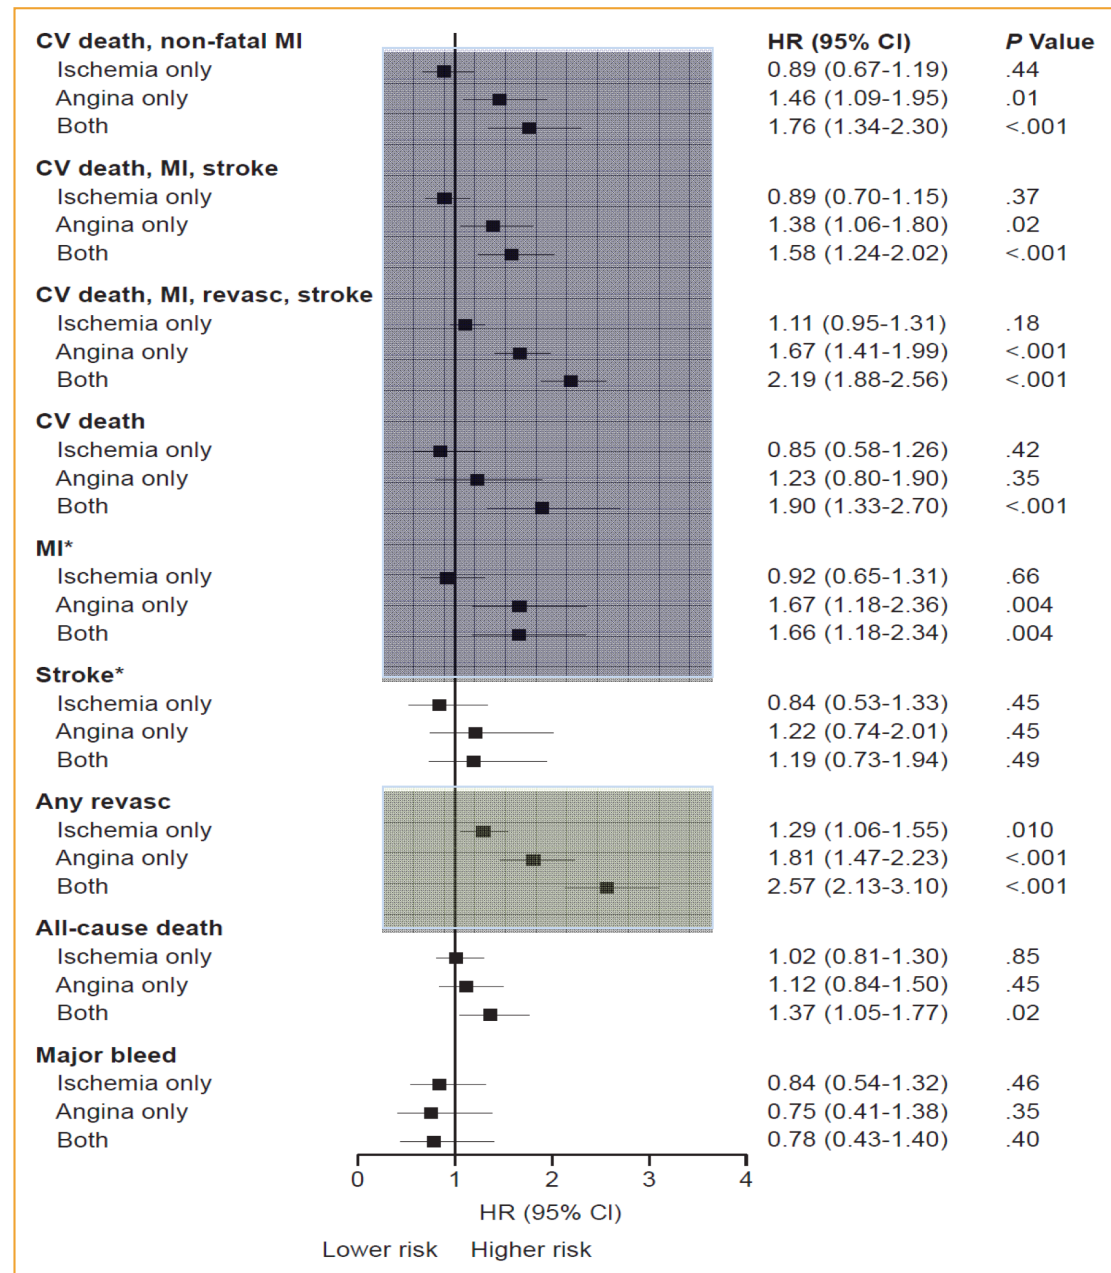 CV death, non-fatal MI HR (95% CI) P Value
Ischemia only 0.89 (0.67-1.19) .44
Angina only 1.46 (1.09-1.95) .01
Both 1.76 (1.34-2.30) <.001
CV death, MI, stroke
Ischemia only 0.89 (0.70-1.15) .37
Angina only 1.38 (1.06-1.80) .02
Both 1.58 (1.24-2.02) <.001
CV death, MI, revasc, stroke
Ischemia only 1.11 (0.95-1.31) .18
Angina only 1.67 (1.41-1.99) <.001
Both 2.19 (1.88-2.56) <.001
CV death
Ischemia only 0.85 (0.58-1.26) .42
Angina only 1.23 (0.80-1.90) .35
Both 1.90 (1.33-2.70) <.001
MI*
Ischemia only 0.92 (0.65-1.31) .66
Angina only 1.67 (1.18-2.36) .004
Both 1.66 (1.18-2.34) .004
Stroke*
Ischemia only 0.84 (0.53-1.33) .45
Angina only 1.22 (0.74-2.01) .45
Both 1.19 (0.73-1.94) .49
Any revasc
Ischemia only 1.29 (1.06-1.55) .010
Angina only 1.81 (1.47-2.23) <.001
Both 2.57 (2.13-3.10) <.001
All-cause death
Ischemia only 1.02 (0.81-1.30) .85
Angina only 1.12 (0.84-1.50) .45
Both 1.37 (1.05-1.77) .02
Major bleed
Ischemia only 0.84 (0.54-1.32) .46
Angina only 0.75 (0.41-1.38) .35
Both 0.78 (0.43-1.40) .40
0 1 2 3 4
HR (95% CI)
Lower risk Higher risk